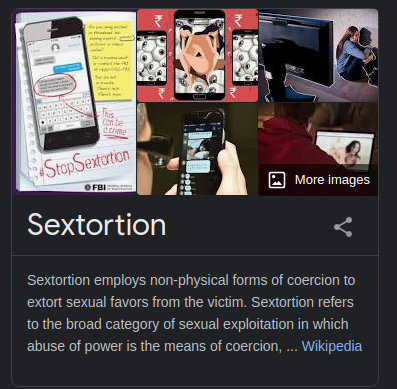 This
can be
a crime
#StopSextortion
FBI
More images
Sextortion
Sextortion employs non-physical forms of coercion to
extort sexual favors from the victim. Sextortion refers
to the broad category of sexual exploitation in which
abuse of power is the means of coercion, ... Wikipedia